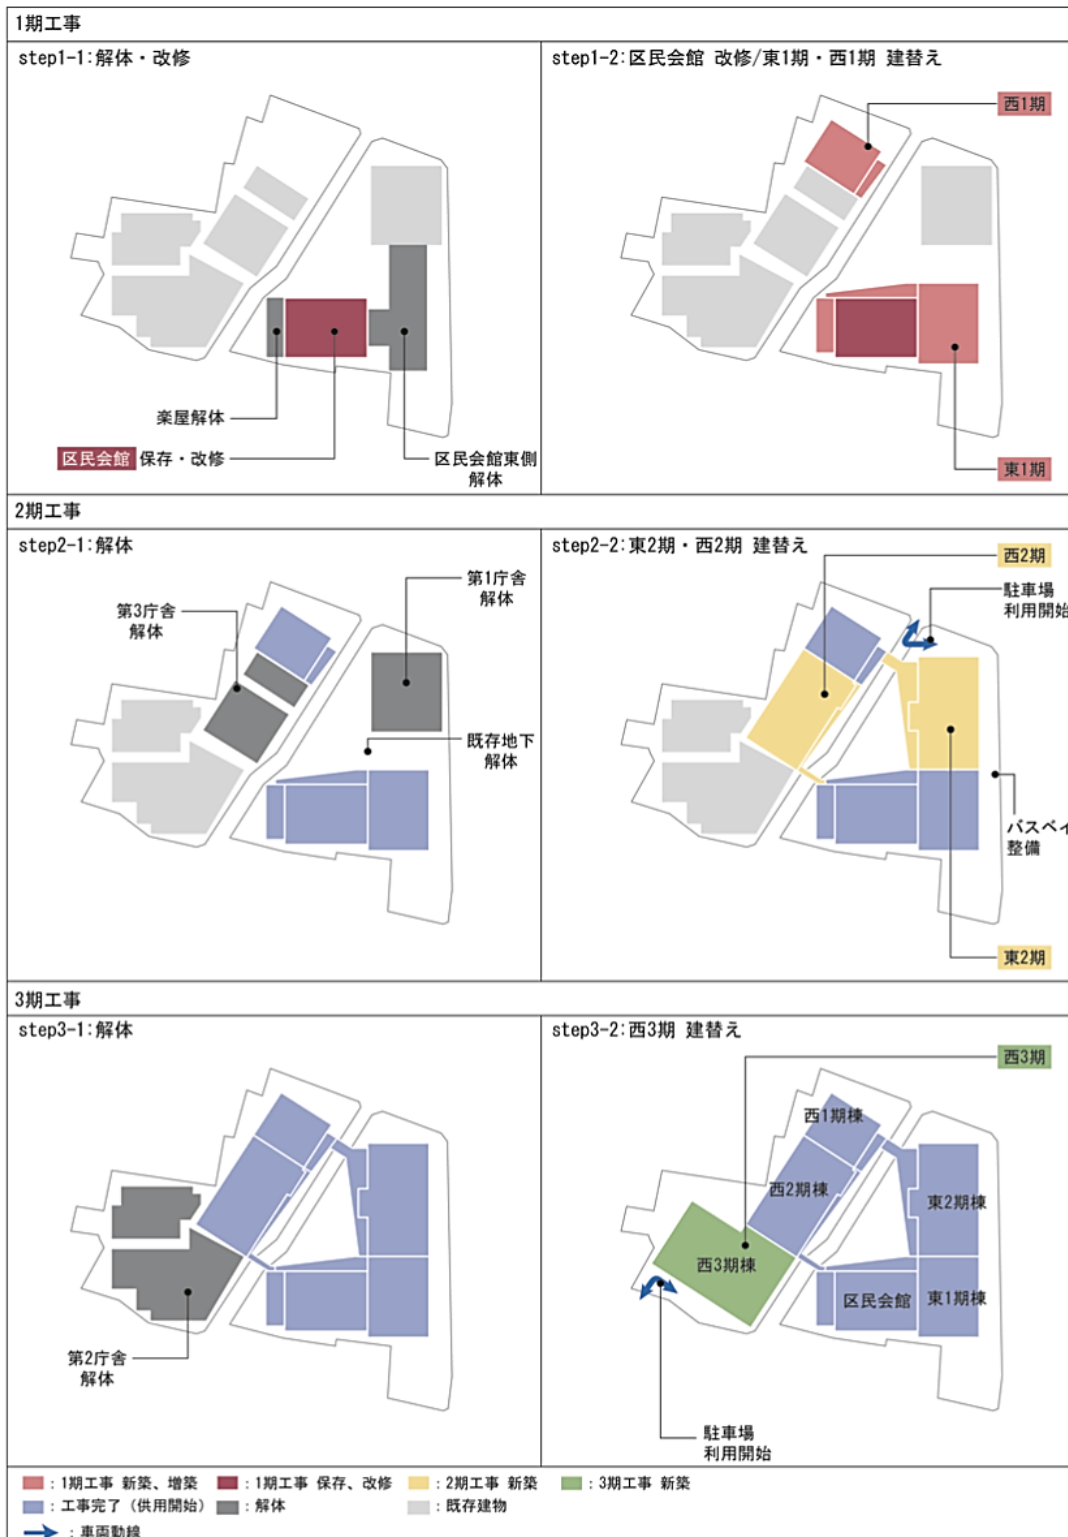 1期工事
step1-1:解体・改修
step1-2:区民会館 改修/東1期・西1期 建替え
西1期
楽屋解体
区民会館 保存・改修
区民会館東側
解体
東1期
2期工事
step2-1:解体
step2-2:東2期・西2期 建替え
第1庁舎
解体
第3庁舎
解体
既存地下
解体
西2期
駐車場
利用開始
バスベイ
整備
東2期
3期工事
step3-1:解体
step3-2:西3期 建替え
第2庁舎
解体
西3期
西1期棟
西2期棟
東2期棟
西3期棟
区民会館
東1期棟
駐車場
利用開始
:1期工事 新築、増築
:1期工事 保存、改修
:2期工事 新築
:3期工事 新築
:工事完了(供用開始)
:解体
:既存建物
:車両動線